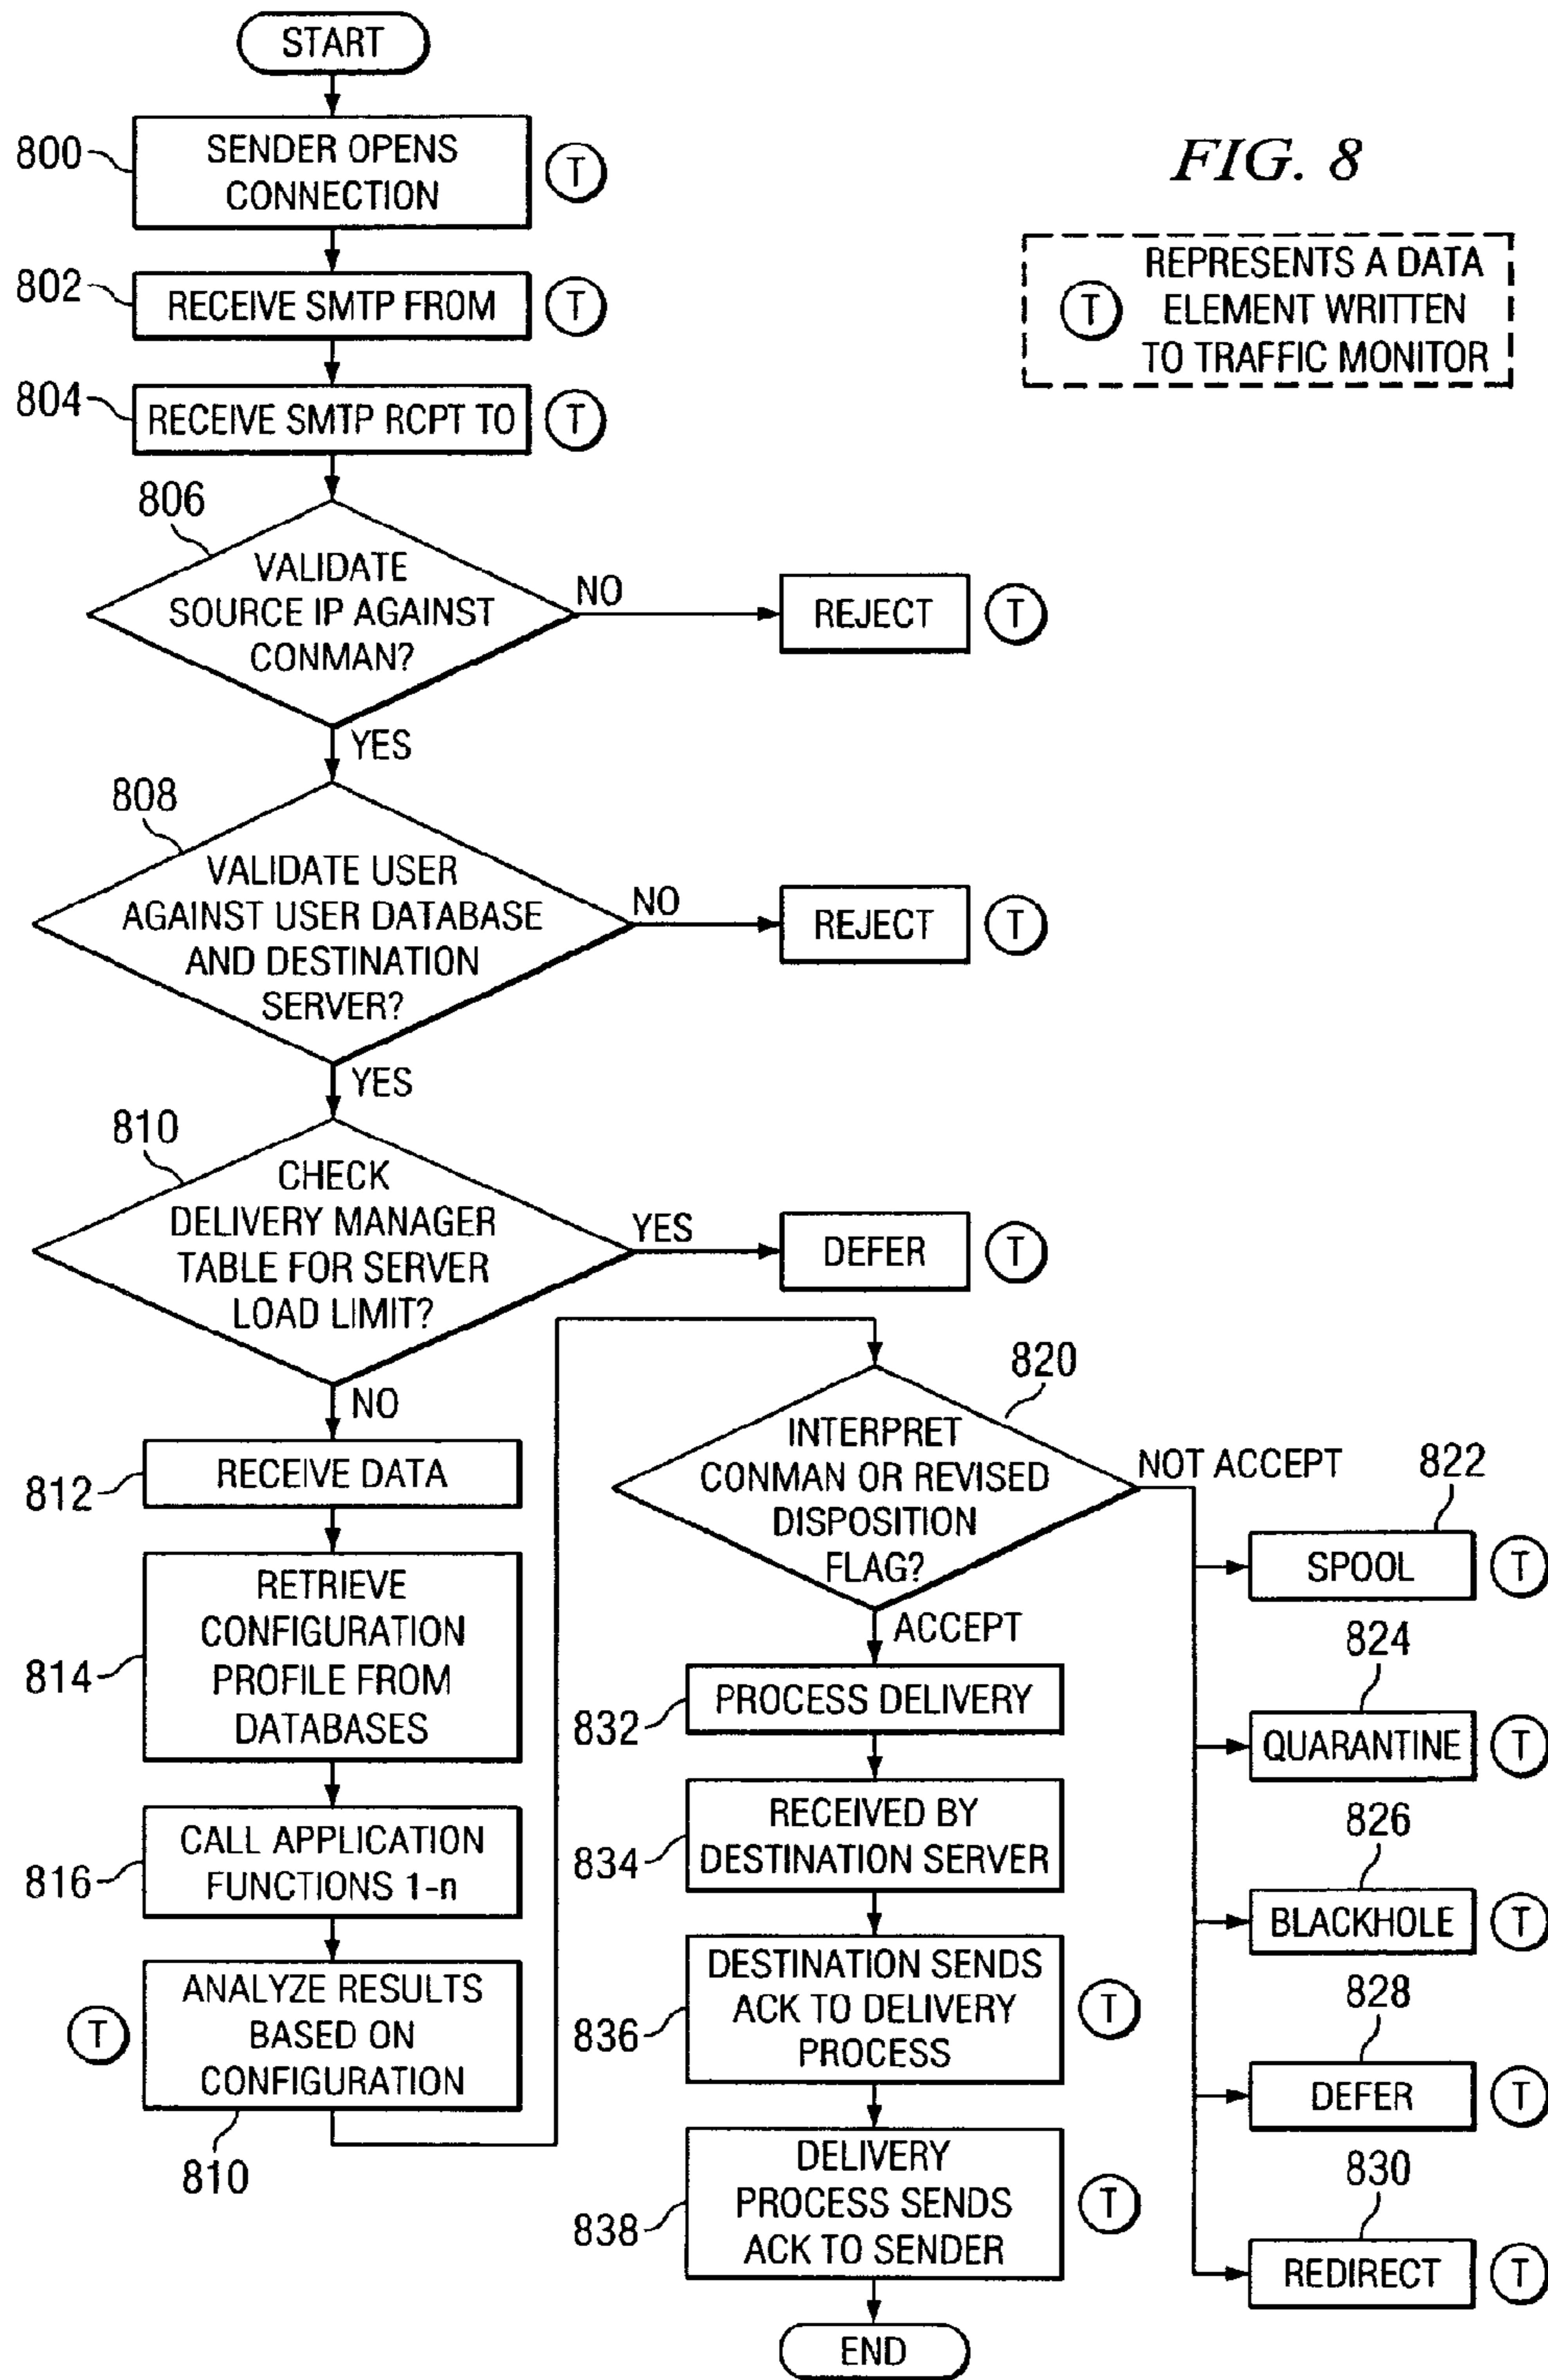 START
800
SENDER OPENS
CONNECTION
T
FIG. 8
T
REPRESENTS A DATA
ELEMENT WRITTEN
TO TRAFFIC MONITOR
802
RECEIVE SMTP FROM
T
804
RECEIVE SMTP RCPT TO
T
806
VALIDATE
SOURCE IP AGAINST
CONMAN?
NO
REJECT
T
YES
808
VALIDATE USER
AGAINST USER DATABASE
AND DESTINATION
SERVER?
NO
REJECT
T
YES
810
CHECK
DELIVERY MANAGER
TABLE FOR SERVER
LOAD LIMIT?
YES
DEFER
T
NO
812
RECEIVE DATA
814
RETRIEVE
CONFIGURATION
PROFILE FROM
DATABASES
816
CALL APPLICATION
FUNCTIONS 1-n
T
ANALYZE RESULTS
BASED ON
CONFIGURATION
810
820
INTERPRET
CONMAN OR REVISED
DISPOSITION
FLAG?
NOT ACCEPT
ACCEPT
822
SPOOL
T
824
QUARANTINE
T
826
BLACKHOLE
T
828
DEFER
T
830
REDIRECT
T
832
PROCESS DELIVERY
834
RECEIVED BY
DESTINATION SERVER
836
DESTINATION SENDS
ACK TO DELIVERY
PROCESS
T
838
DELIVERY
PROCESS SENDS
ACK TO SENDER
T
END